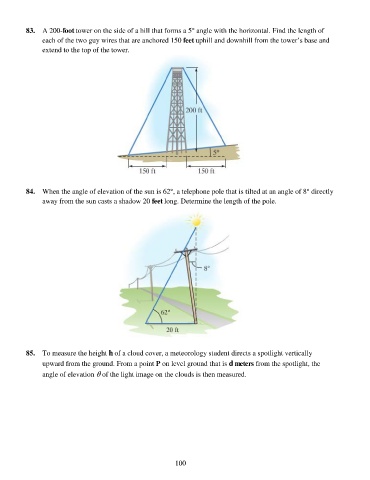 83. A 200-foot tower on the side of a hill that forms a 5° angle with the horizontal. Find the length of
each of the two guy wires that are anchored 150 feet uphill and downhill from the tower's base and
extend to the top of the tower.
200 ft
5°
150 ft 150 ft
84. When the angle of elevation of the sun is 62°, a telephone pole that is tilted at an angle of 8° directly
away from the sun casts a shadow 20 feet long. Determine the length of the pole.
8°
62°
20 ft
85. To measure the height h of a cloud cover, a meteorology student directs a spotlight vertically
upward from the ground. From a point P on level ground that is d meters from the spotlight, the
angle of elevation θ of the light image on the clouds is then measured.
100